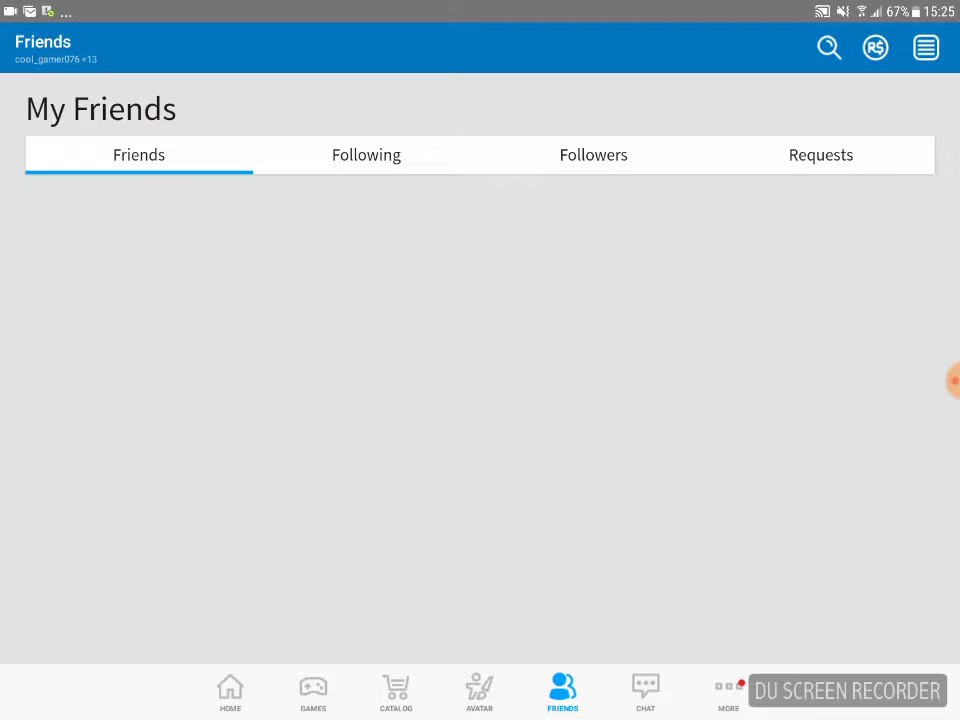 ... 67% 15:25
Friends
cool_gamer076 <13
R$
My Friends
Friends Following Followers Requests
HOME GAMES CATALOG AVATAR FRIENDS CHAT MORE
DU SCREEN RECORDER